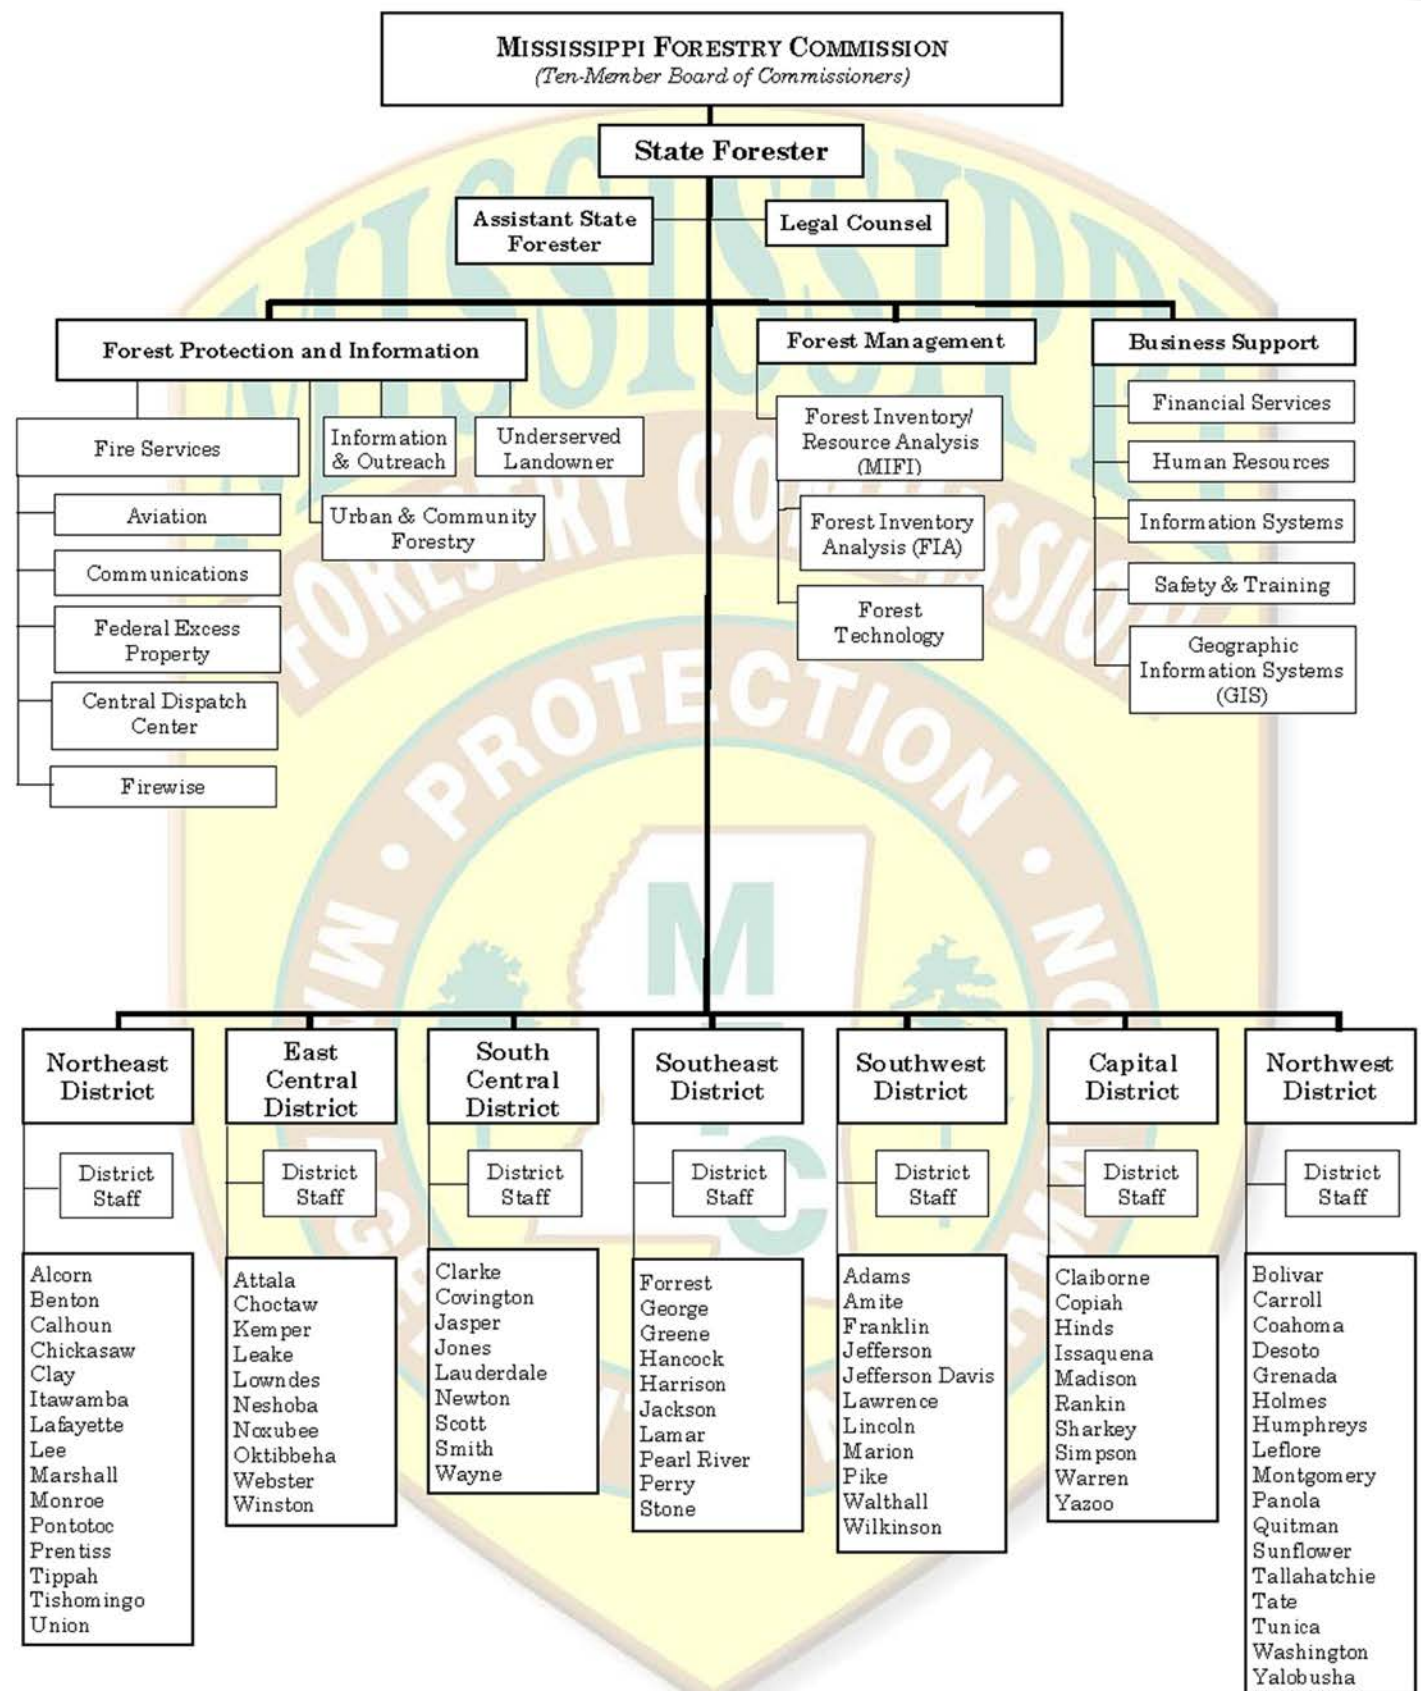 MISSISSIPPI FORESTRY COMMISSION
(Ten-Member Board of Commissioners)
State Forester
Assistant State
Forester
Legal Counsel
Forest Protection and Information
Forest Management
Business Support
Fire Services
Information
& Outreach
Underserved
Landowner
Urban & Community
Forestry
Aviation
Communications
Federal Excess
Property
Central Dispatch
Center
Firewise
Forest Inventory/
Resource Analysis
(MIFI)
Forest Inventory
Analysis (FIA)
Forest
Technology
Financial Services
Human Resources
Information Systems
Safety & Training
Geographic
Information Systems
(GIS)
MISSISSIPPI
FORESTRY COMMISSION
PROTECTION
M
F
C
Northeast
District
District
Staff
Alcorn
Benton
Calhoun
Chickasaw
Clay
Itawamba
Lafayette
Lee
Marshall
Monroe
Pontotoc
Prentiss
Tippah
Tishomingo
Union
East
Central
District
District
Staff
Attala
Choctaw
Kemper
Leake
Lowndes
Neshoba
Noxubee
Oktibbeha
Webster
Winston
South
Central
District
District
Staff
Clarke
Covington
Jasper
Jones
Lauderdale
Newton
Scott
Smith
Wayne
Southeast
District
District
Staff
Forrest
George
Greene
Hancock
Harrison
Jackson
Lamar
Pearl River
Perry
Stone
Southwest
District
District
Staff
Adams
Amite
Franklin
Jefferson
Jefferson Davis
Lawrence
Lincoln
Marion
Pike
Walthall
Wilkinson
Capital
District
District
Staff
Claiborne
Copiah
Hinds
Issaquena
Madison
Rankin
Sharkey
Simpson
Warren
Yazoo
Northwest
District
District
Staff
Bolivar
Carroll
Coahoma
Desoto
Grenada
Holmes
Humphreys
Leflore
Montgomery
Panola
Quitman
Sunflower
Tallahatchie
Tate
Tunica
Washington
Yalobusha